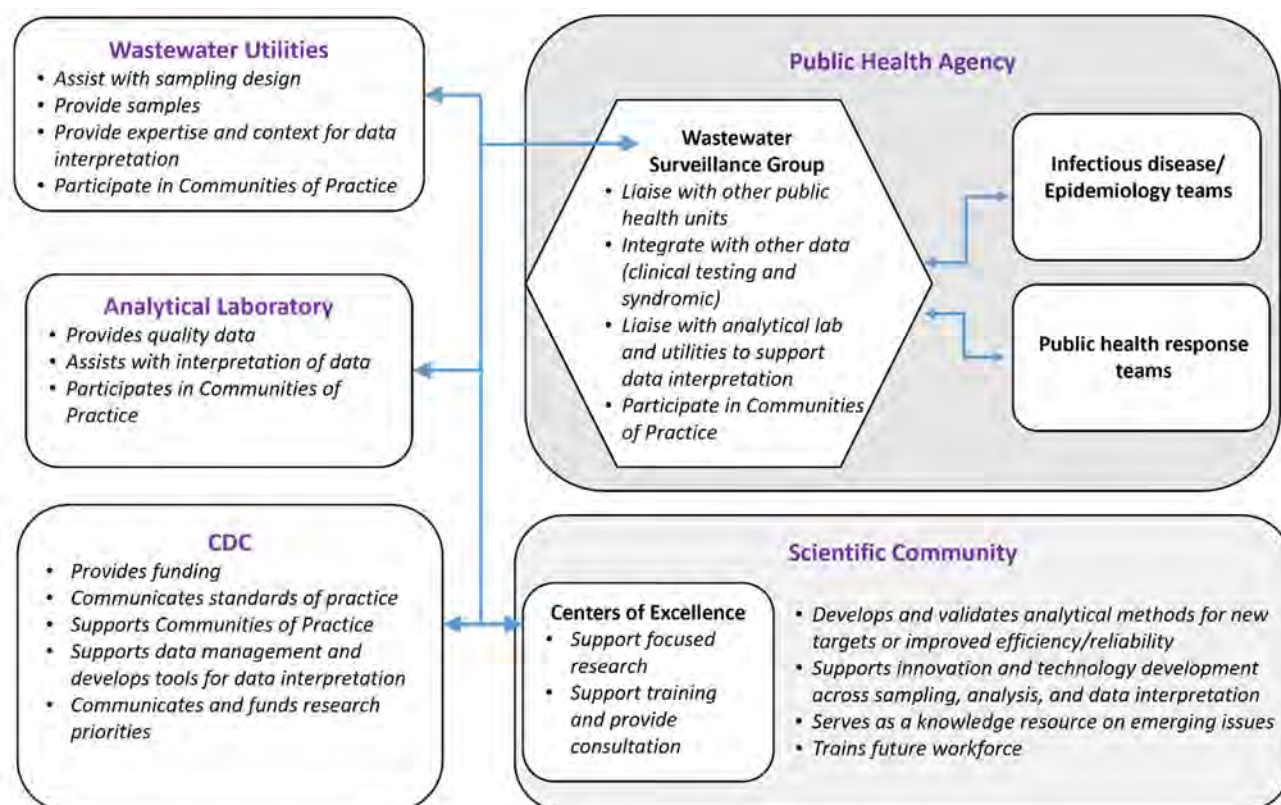 Wastewater Utilities
• Assist with sampling design
• Provide samples
• Provide expertise and context for data
interpretation
• Participate in Communities of Practice
Analytical Laboratory
• Provides quality data
• Assists with interpretation of data
• Participates in Communities of
Practice
CDC
• Provides funding
• Communicates standards of practice
• Supports Communities of Practice
• Supports data management and
develops tools for data interpretation
• Communicates and funds research
priorities
Public Health Agency
Wastewater
Surveillance Group
• Liaise with other public
health units
• Integrate with other data
(clinical testing and
syndromic)
• Liaise with analytical lab
and utilities to support
data interpretation
• Participate in Communities
of Practice
Infectious disease/
Epidemiology teams
Public health response
teams
Scientific Community
Centers of Excellence
• Support focused
research
• Support training
and provide
consultation
• Develops and validates analytical methods for new
targets or improved efficiency/reliability
• Supports innovation and technology development
across sampling, analysis, and data interpretation
• Serves as a knowledge resource on emerging issues
• Trains future workforce